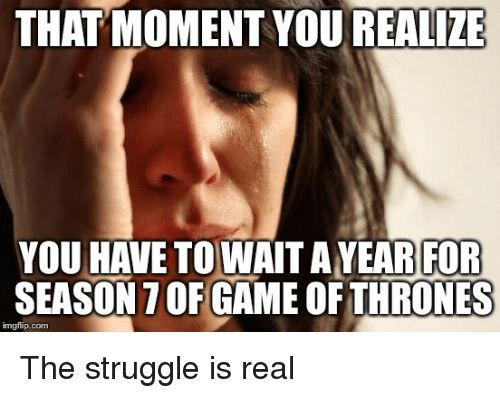 THAT MOMENT YOU REALIZE
YOU HAVE TO WAIT A YEAR FOR
SEASON 7 OF GAME OF THRONES
imgflip.com
The struggle is real